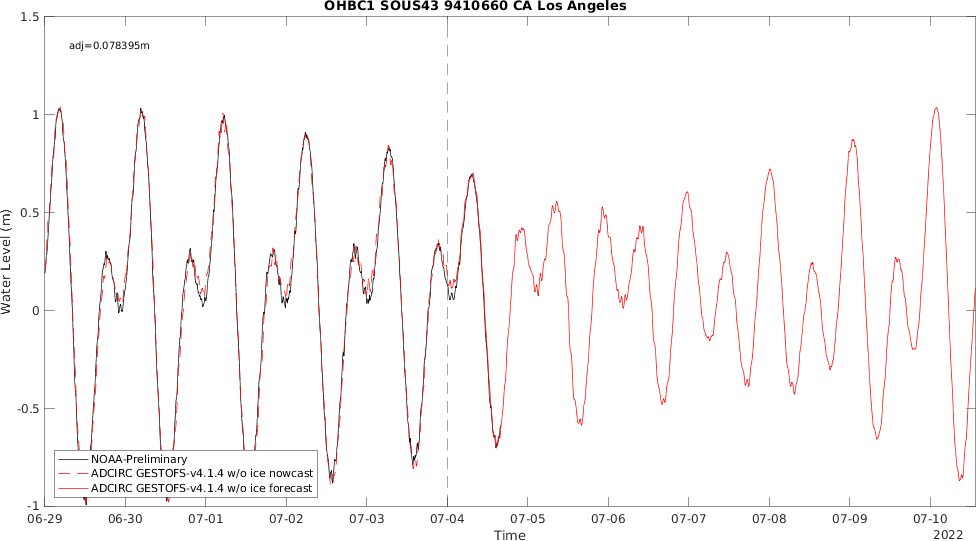 OHBC1 SOUS43 9410660 CA Los Angeles
adj=0.078395m
Water Level (m)
1.5
1
0.5
0
-0.5
-1
NOAA-Preliminary
ADCIRC GESTOFS-v4.1.4 w/o ice nowcast
ADCIRC GESTOFS-v4.1.4 w/o ice forecast
06-29 06-30 07-01 07-02 07-03 07-04 07-05 07-06 07-07 07-08 07-09 07-10
Time
2022